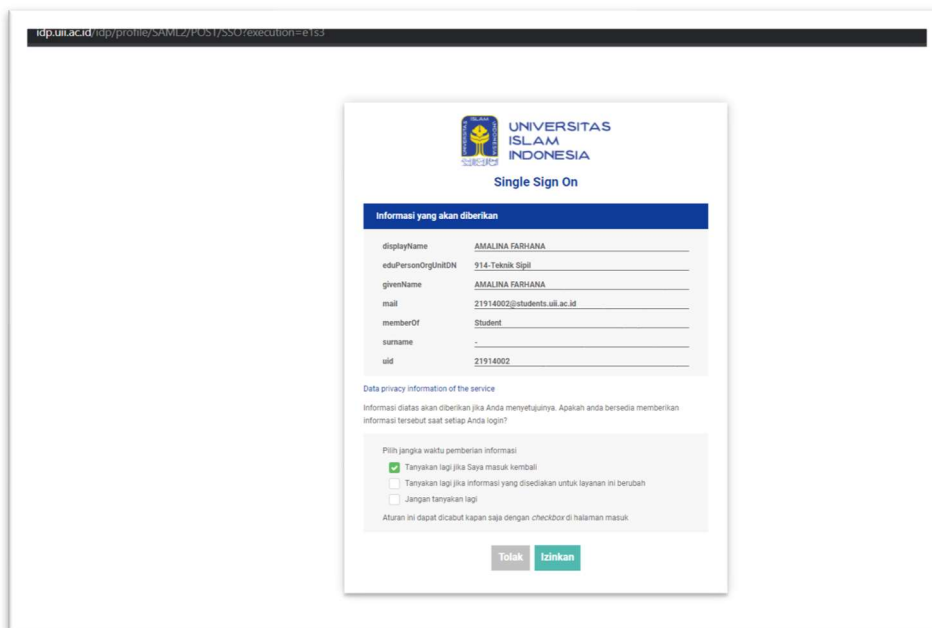 idp.uii.ac.id/idp/profile/SAML2/POST/SSO?execution=e1s3
UNIVERSITAS
ISLAM
INDONESIA
Single Sign On
Informasi yang akan diberikan
displayName AMALINA FARHANA
eduPersonOrgUnitDN 914-Teknik Sipil
givenName AMALINA FARHANA
mail 21914002@students.uii.ac.id
memberOf Student
surname -
uid 21914002
Data privacy information of the service
Informasi diatas akan diberikan jika Anda menyetujuinya. Apakah anda bersedia memberikan
informasi tersebut saat setiap Anda login?
Pilih jangka waktu pemberian informasi
Tanyakan lagi jika Saya masuk kembali
Tanyakan lagi jika informasi yang disediakan untuk layanan ini berubah
Jangan tanyakan lagi
Aturan ini dapat dicabut kapan saja dengan checkbox di halaman masuk
Tolak Izinkan